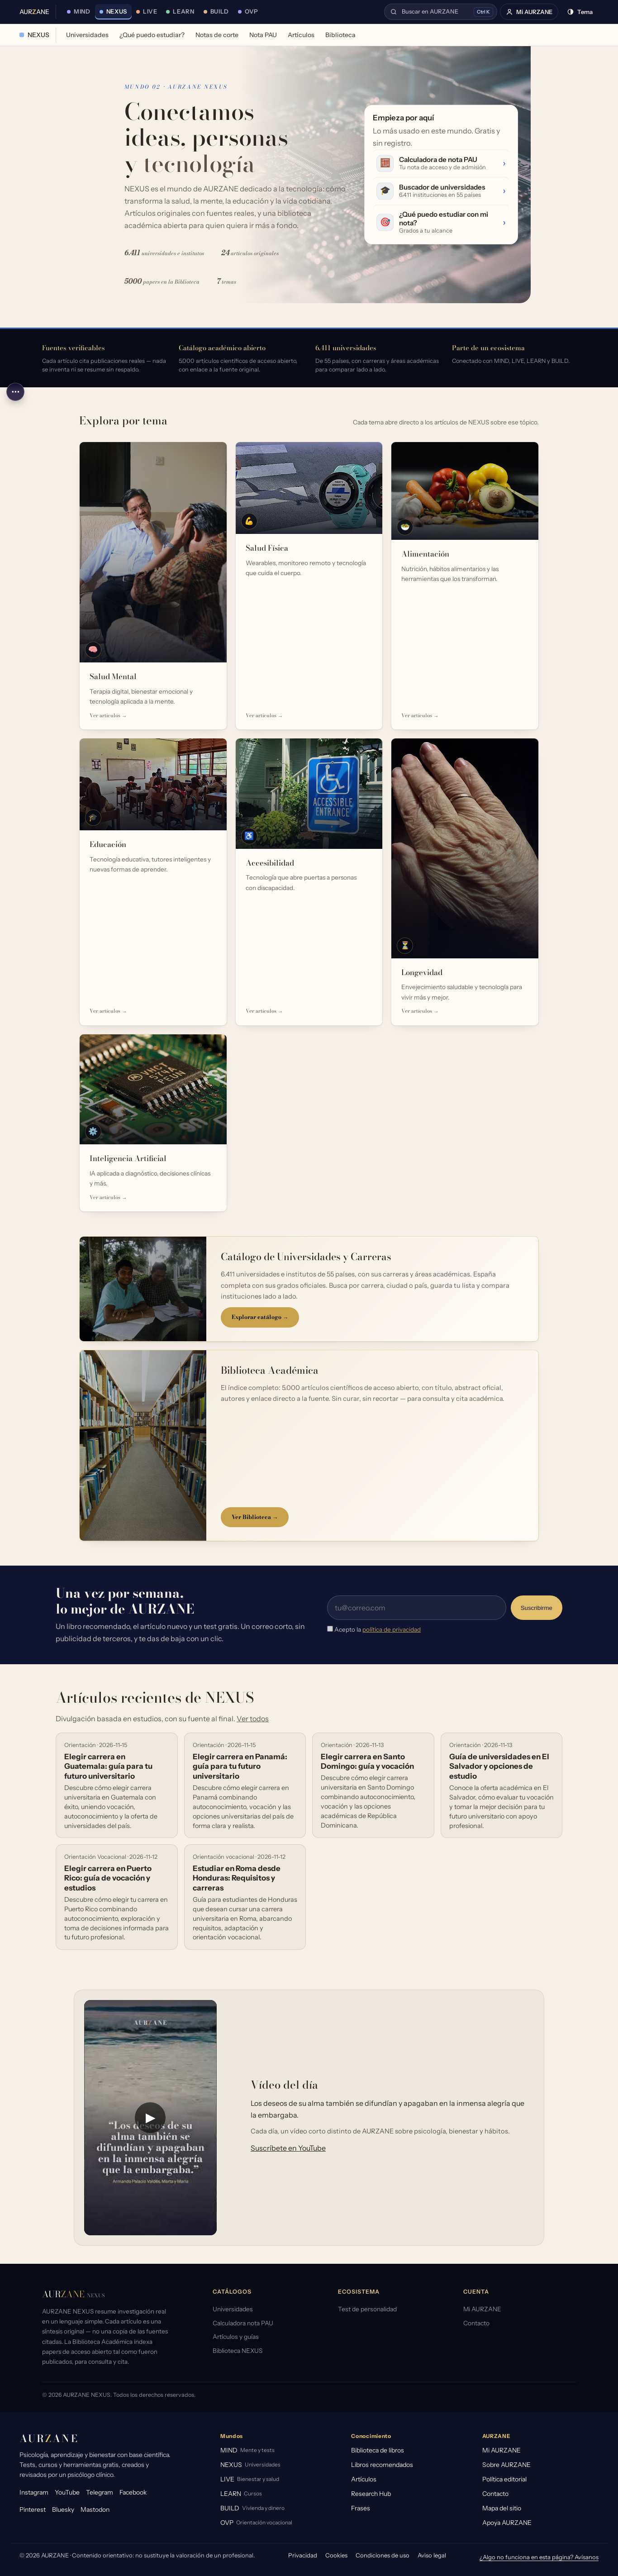 AURZANE
MIND
NEXUS
LIVE
LEARN
BUILD
OVP
Buscar en AURZANE
Ctrl K
Mi AURZANE
Tema
NEXUS
Universidades
¿Qué puedo estudiar?
Notas de corte
Nota PAU
Artículos
Biblioteca
MUNDO 02 · AURZANE NEXUS
Conectamos
ideas, personas
y tecnología
NEXUS es el mundo de AURZANE dedicado a la tecnología: cómo
transforma la salud, la mente, la educación y la vida cotidiana.
Artículos originales con fuentes reales, y una biblioteca
académica abierta para quien quiera ir más a fondo.
6.411 universidades e institutos
24 artículos originales
5000 papers en la Biblioteca
7 temas
Empieza por aquí
Lo más usado en este mundo. Gratis y
sin registro.
Calculadora de nota PAU
Tu nota de acceso y de admisión
Buscador de universidades
6.411 instituciones en 55 países
¿Qué puedo estudiar con mi
nota?
Grados a tu alcance
Fuentes verificables
Cada artículo cita publicaciones reales — nada
se inventa ni se resume sin respaldo.
Catálogo académico abierto
5000 artículos científicos de acceso abierto,
con enlace a la fuente original.
6.411 universidades
De 55 países, con carreras y áreas académicas
para comparar lado a lado.
Parte de un ecosistema
Conectado con MIND, LIVE, LEARN y BUILD.
Explora por tema
Cada tema abre directo a los artículos de NEXUS sobre ese tópico.
Salud Mental
Terapia digital, bienestar emocional y
tecnología aplicada a la mente.
Ver artículos →
Salud Física
Wearables, monitoreo remoto y tecnología
que cuida el cuerpo.
Ver artículos →
Alimentación
Nutrición, hábitos alimentarios y las
herramientas que los transforman.
Ver artículos →
Educación
Tecnología educativa, tutores inteligentes y
nuevas formas de aprender.
Ver artículos →
ACCESSIBLE
ENTRANCE
Accesibilidad
Tecnología que abre puertas a personas
con discapacidad.
Ver artículos →
Longevidad
Envejecimiento saludable y tecnología para
vivir más y mejor.
Ver artículos →
Inteligencia Artificial
IA aplicada a diagnóstico, decisiones clínicas
y más.
Ver artículos →
Catálogo de Universidades y Carreras
6.411 universidades e institutos de 55 países, con sus carreras y áreas académicas. España
completa con sus grados oficiales. Busca por carrera, ciudad o país, guarda tu lista y compara
instituciones lado a lado.
Explorar catálogo →
Biblioteca Académica
El índice completo: 5000 artículos científicos de acceso abierto, con título, abstract oficial,
autores y enlace directo a la fuente. Sin curar, sin recortar — para consulta y cita académica.
Ver Biblioteca →
Una vez por semana,
lo mejor de AURZANE
Un libro recomendado, el artículo nuevo y un test gratis. Un correo corto, sin
publicidad de terceros, y te das de baja con un clic.
tu@correo.com
Suscribirme
Acepto la política de privacidad
Artículos recientes de NEXUS
Divulgación basada en estudios, con su fuente al final. Ver todos
Orientación · 2026-11-15
Elegir carrera en
Guatemala: guía para tu
futuro universitario
Descubre cómo elegir carrera
universitaria en Guatemala con
éxito, uniendo vocación,
autoconocimiento y la oferta de
universidades del país.
Orientación · 2026-11-15
Elegir carrera en Panamá:
guía para tu futuro
universitario
Descubre cómo elegir carrera en
Panamá combinando
autoconocimiento, vocación y las
opciones universitarias del país de
forma clara y realista.
Orientación · 2026-11-13
Elegir carrera en Santo
Domingo: guía y vocación
Descubre cómo elegir carrera
universitaria en Santo Domingo
combinando autoconocimiento,
vocación y las opciones
académicas de República
Dominicana.
Orientación · 2026-11-13
Guía de universidades en El
Salvador y opciones de
estudio
Conoce la oferta académica en El
Salvador, cómo evaluar tu vocación
y tomar la mejor decisión para tu
futuro universitario con apoyo
profesional.
Orientación Vocacional · 2026-11-12
Elegir carrera en Puerto
Rico: guía de vocación y
estudios
Descubre cómo elegir tu carrera en
Puerto Rico combinando
autoconocimiento, exploración y
toma de decisiones informada para
tu futuro profesional.
Orientación vocacional · 2026-11-12
Estudiar en Roma desde
Honduras: Requisitos y
carreras
Guía para estudiantes de Honduras
que desean cursar una carrera
universitaria en Roma, abarcando
requisitos, adaptación y
orientación vocacional.
AURZANE
“Los deseos de su
alma también se
difundían y apagaban
en la inmensa alegría
que la embargaba.”
Armando Palacio Valdés, Marta y María
Vídeo del día
Los deseos de su alma también se difundían y apagaban en la inmensa alegría que
la embargaba.
Cada día, un vídeo corto distinto de AURZANE sobre psicología, bienestar y hábitos.
Suscríbete en YouTube
AURZANE NEXUS
AURZANE NEXUS resume investigación real
en un lenguaje simple. Cada artículo es una
síntesis original — no una copia de las fuentes
citadas. La Biblioteca Académica indexa
papers de acceso abierto tal como fueron
publicados, para consulta y cita.
CATÁLOGOS
Universidades
Calculadora nota PAU
Artículos y guías
Biblioteca NEXUS
ECOSISTEMA
Test de personalidad
CUENTA
Mi AURZANE
Contacto
© 2026 AURZANE NEXUS. Todos los derechos reservados.
AURZANE
Psicología, aprendizaje y bienestar con base científica.
Tests, cursos y herramientas gratis, creados y
revisados por un psicólogo clínico.
Instagram
YouTube
Telegram
Facebook
Pinterest
Bluesky
Mastodon
Mundos
MIND Mente y tests
NEXUS Universidades
LIVE Bienestar y salud
LEARN Cursos
BUILD Vivienda y dinero
OVP Orientación vocacional
Conocimiento
Biblioteca de libros
Libros recomendados
Artículos
Research Hub
Frases
AURZANE
Mi AURZANE
Sobre AURZANE
Política editorial
Contacto
Mapa del sitio
Apoya AURZANE
© 2026 AURZANE · Contenido orientativo: no sustituye la valoración de un profesional.
Privacidad
Cookies
Condiciones de uso
Aviso legal
¿Algo no funciona en esta página? Avísanos